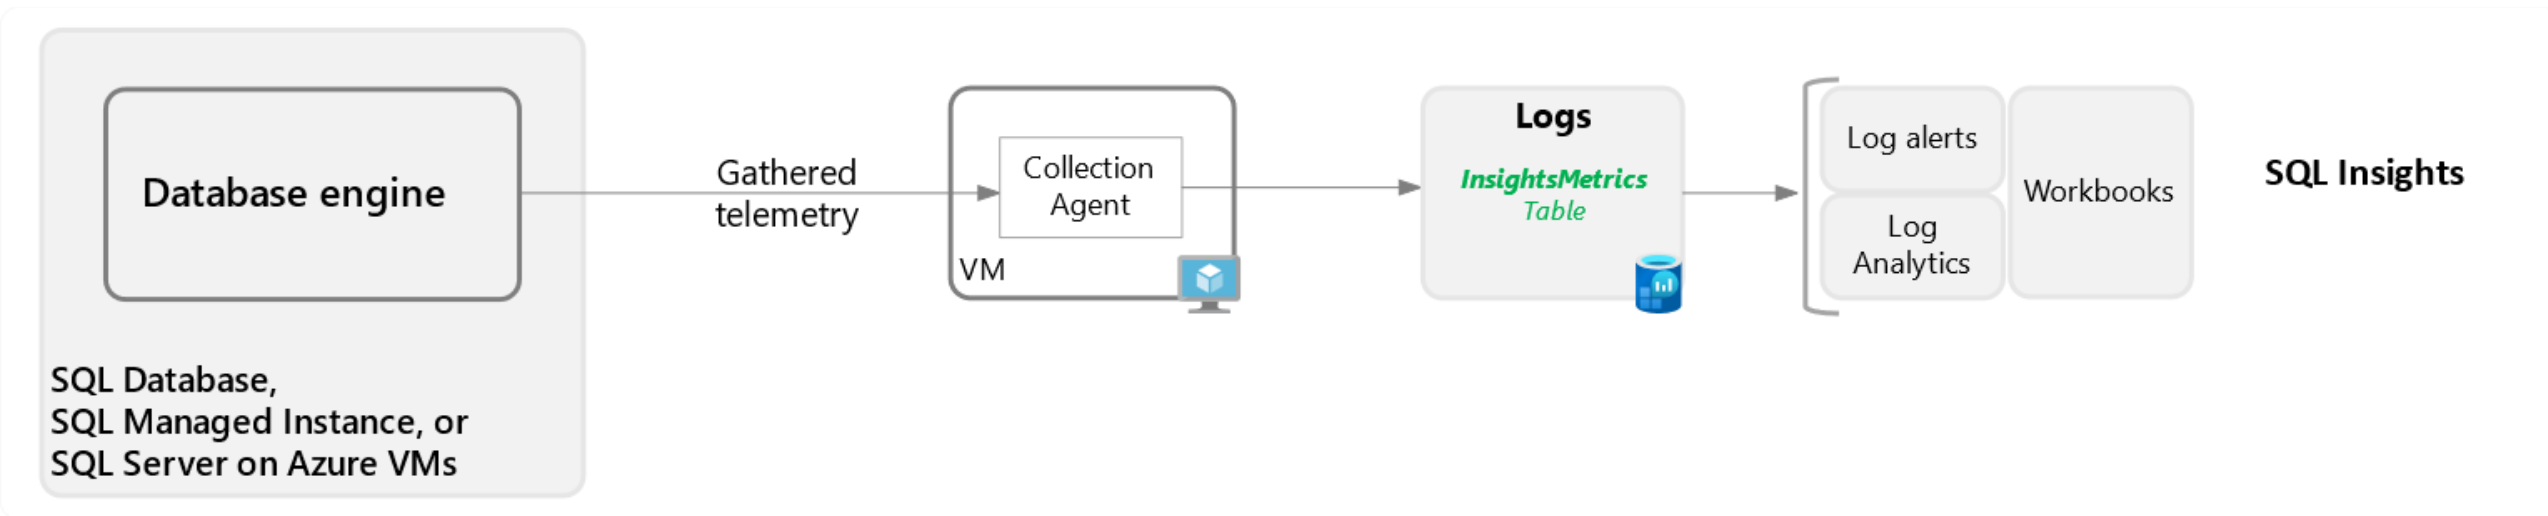 Database engine
SQL Database,
SQL Managed Instance, or
SQL Server on Azure VMs
Gathered
telemetry
Collection
Agent
VM
Logs
InsightsMetrics
Table
Log alerts
Log
Analytics
Workbooks
SQL Insights